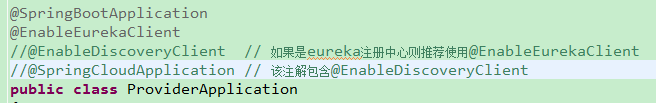 @SpringBootApplication
@EnableEurekaClient
//@EnableDiscoveryClient  // 如果是eureka注册中心则推荐使用@EnableEurekaClient
//@SpringCloudApplication // 该注解包含@EnableDiscoveryClient
public class ProviderApplication